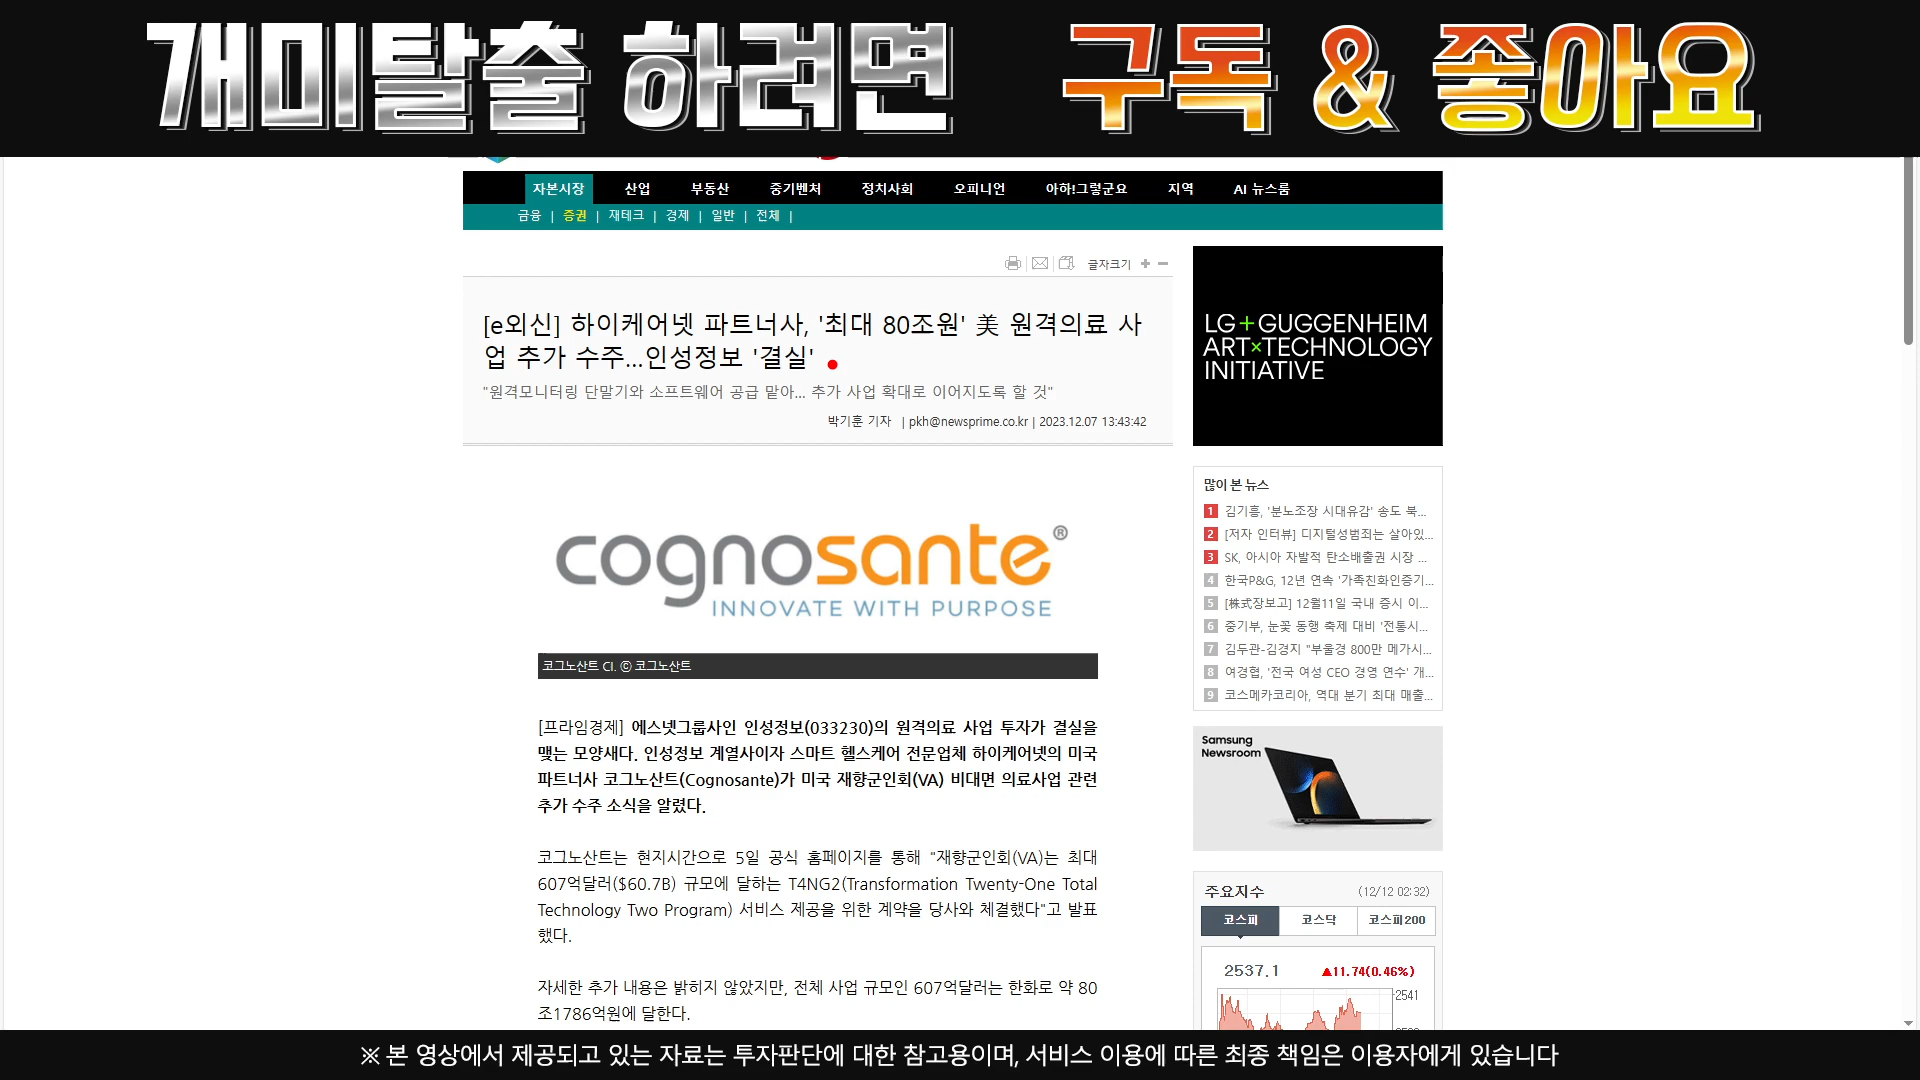 개미탈출 하려면 구독 & 좋아요
자본시장 산업 부동산 중기벤처 정치사회 오피니언 아하!그렇군요 지역 AI 뉴스룸
금융 | 증권 | 재테크 | 경제 | 일반 | 전체 |
글자크기 + -
[e외신] 하이케어넷 파트너사, '최대 80조원' 美 원격의료 사
업 추가 수주...인성정보 '결실'
"원격모니터링 단말기와 소프트웨어 공급 맡아... 추가 사업 확대로 이어지도록 할 것"
박기훈 기자 | pkh@newsprime.co.kr | 2023.12.07 13:43:42
cognosante®
INNOVATE WITH PURPOSE
코그노산트 CI. ⓒ 코그노산트
[프라임경제] 에스넷그룹사인 인성정보(033230)의 원격의료 사업 투자가 결실을
맺는 모양새다. 인성정보 계열사이자 스마트 헬스케어 전문업체 하이케어넷의 미국
파트너사 코그노산트(Cognosante)가 미국 재향군인회(VA) 비대면 의료사업 관련
추가 수주 소식을 알렸다.
코그노산트는 현지시간으로 5일 공식 홈페이지를 통해 "재향군인회(VA)는 최대
607억달러($60.7B) 규모에 달하는 T4NG2(Transformation Twenty-One Total
Technology Two Program) 서비스 제공을 위한 계약을 당사와 체결했다"고 발표
했다.
자세한 추가 내용은 밝히지 않았지만, 전체 사업 규모인 607억달러는 한화로 약 80
조1786억원에 달한다.
LG+GUGGENHEIM
ART×TECHNOLOGY
INITIATIVE
많이 본 뉴스
1 김기흥, '분노조장 시대유감' 송도 북...
2 [저자 인터뷰] 디지털성범죄는 살아있...
3 SK, 아시아 자발적 탄소배출권 시장 ...
4 한국P&G, 12년 연속 '가족친화인증기...
5 [株式장보고] 12월11일 국내 증시 이...
6 중기부, 눈꽃 동행 축제 대비 '전통시...
7 김두관-김경지 "부울경 800만 메가시...
8 여경협, '전국 여성 CEO 경영 연수' 개...
9 코스메카코리아, 역대 분기 최대 매출...
Samsung
Newsroom
주요지수 (12/12 02:32)
코스피 코스닥 코스피200
2537.1 ▲11.74(0.46%)
2541
※ 본 영상에서 제공되고 있는 자료는 투자판단에 대한 참고용이며, 서비스 이용에 따른 최종 책임은 이용자에게 있습니다